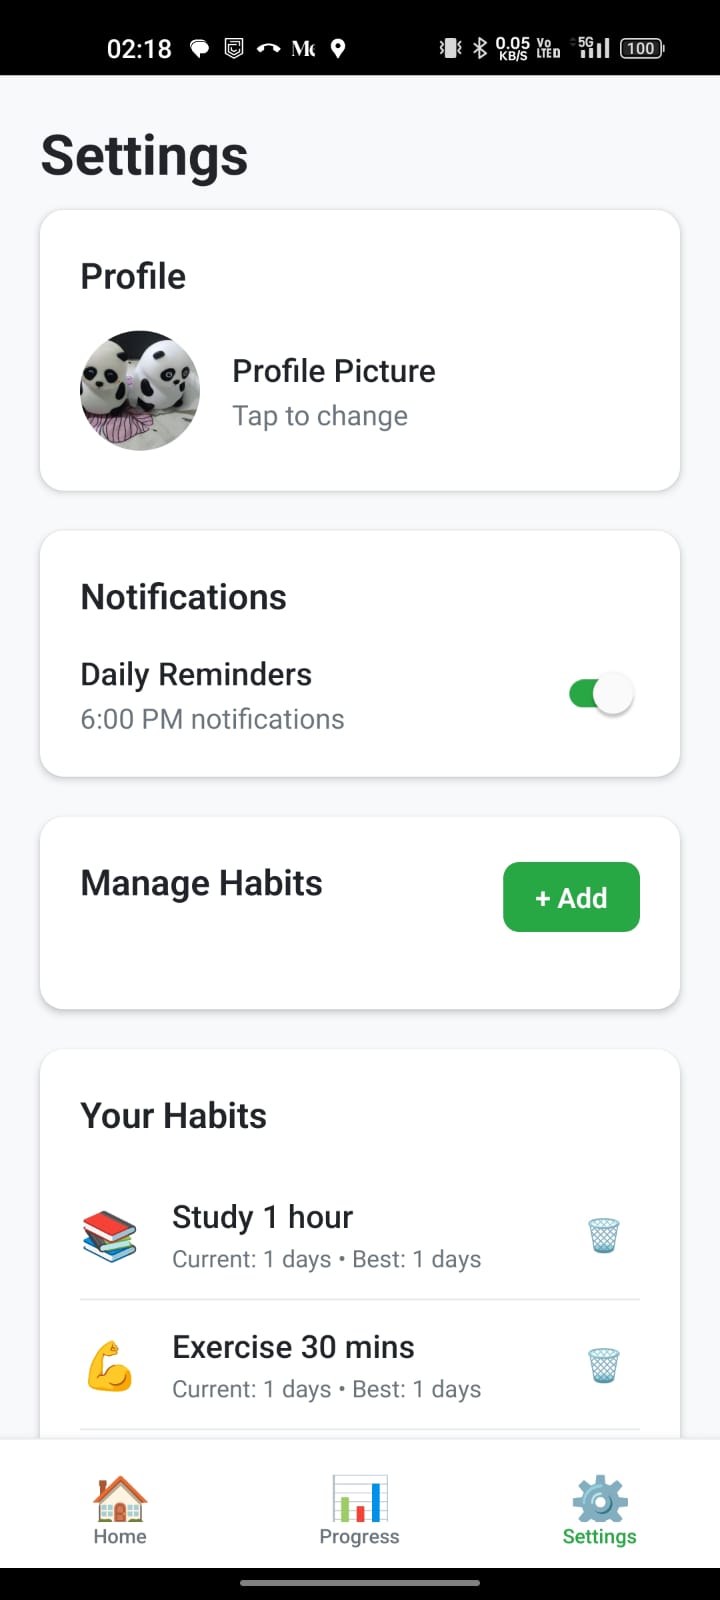 02:18 0.05 KB/S Vo LTE 5G 100
Settings
Profile
Profile Picture
Tap to change
Notifications
Daily Reminders
6:00 PM notifications
Manage Habits
+ Add
Your Habits
Study 1 hour
Current: 1 days • Best: 1 days
Exercise 30 mins
Current: 1 days • Best: 1 days
Home
Progress
Settings